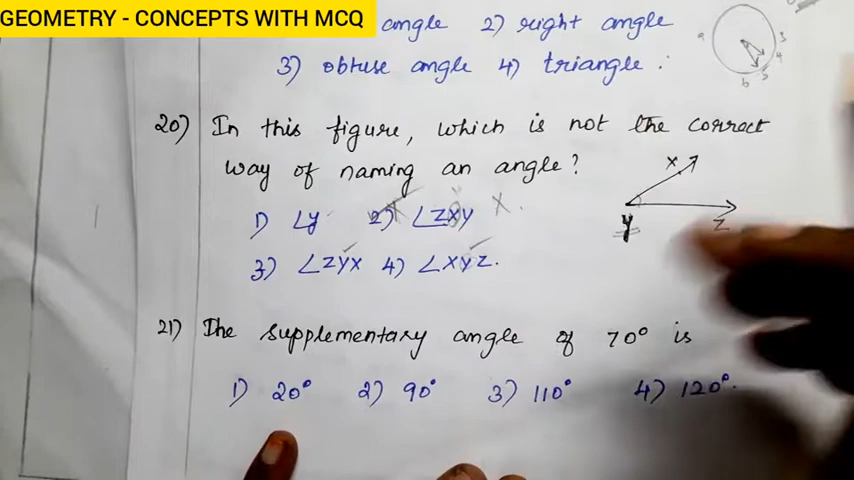 GEOMETRY - CONCEPTS WITH MCQ
angle 2) right angle
3) obtuse angle 4) triangle.
20) In this figure, which is not the correct
way of naming an angle?
X
1) ∠y 2) ∠ZXY X
Y Z
3) ∠ZYX 4) ∠XYZ.
21) The supplementary angle of 70° is
1) 20° 2) 90° 3) 110° 4) 120°.